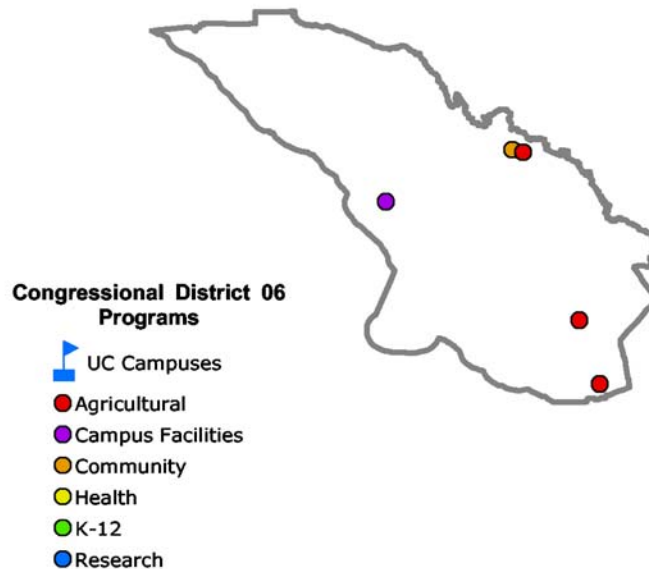 Congressional District 06
Programs
UC Campuses
Agricultural
Campus Facilities
Community
Health
K-12
Research